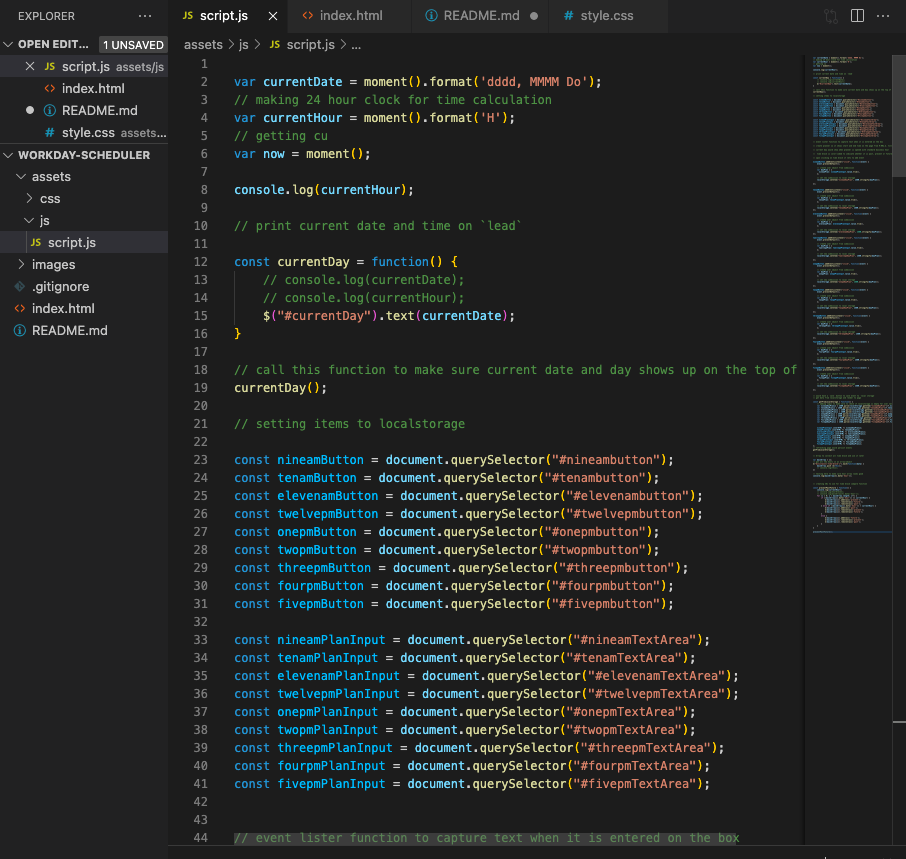 EXPLORER ...
OPEN EDIT... 1 UNSAVED
JS script.js assets/js
<> index.html
README.md
# style.css assets...
WORKDAY-SCHEDULER
assets
css
js
JS script.js
images
.gitignore
<> index.html
README.md
JS script.js <> index.html README.md # style.css ...
assets > js > JS script.js > ...
1
2 var currentDate = moment().format('dddd, MMMM Do');
3 // making 24 hour clock for time calculation
4 var currentHour = moment().format('H');
5 // getting cu
6 var now = moment();
7
8 console.log(currentHour);
9
10 // print current date and time on `lead`
11
12 const currentDay = function() {
13 // console.log(currentDate);
14 // console.log(currentHour);
15 $("#currentDay").text(currentDate);
16 }
17
18 // call this function to make sure current date and day shows up on the top of
19 currentDay();
20
21 // setting items to localstorage
22
23 const nineamButton = document.querySelector("#nineambutton");
24 const tenamButton = document.querySelector("#tenambutton");
25 const elevenamButton = document.querySelector("#elevenambutton");
26 const twelvepmButton = document.querySelector("#twelvepmbutton");
27 const onepmButton = document.querySelector("#onepmbutton");
28 const twopmButton = document.querySelector("#twopmbutton");
29 const threepmButton = document.querySelector("#threepmbutton");
30 const fourpmButton = document.querySelector("#fourpmbutton");
31 const fivepmButton = document.querySelector("#fivepmbutton");
32
33 const nineamPlanInput = document.querySelector("#nineamTextArea");
34 const tenamPlanInput = document.querySelector("#tenamTextArea");
35 const elevenamPlanInput = document.querySelector("#elevenamTextArea");
36 const twelvepmPlanInput = document.querySelector("#twelvepmTextArea");
37 const onepmPlanInput = document.querySelector("#onepmTextArea");
38 const twopmPlanInput = document.querySelector("#twopmTextArea");
39 const threepmPlanInput = document.querySelector("#threepmTextArea");
40 const fourpmPlanInput = document.querySelector("#fourpmTextArea");
41 const fivepmPlanInput = document.querySelector("#fivepmTextArea");
42
43
44 // event lister function to capture text when it is entered on the box